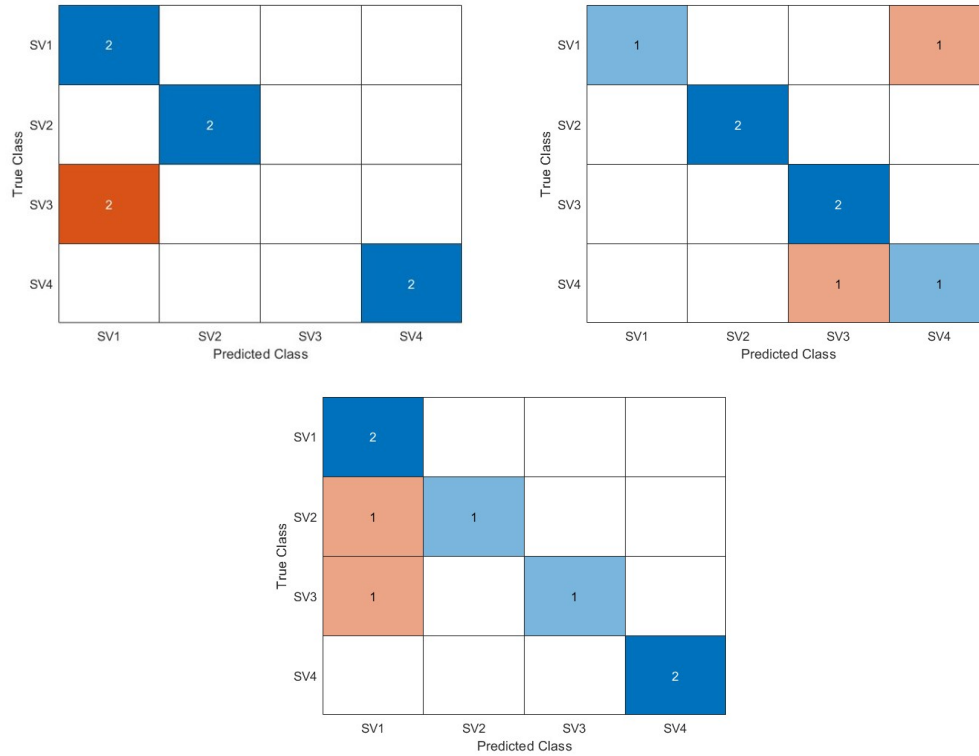 True Class
SV1 2
SV2 2
SV3 2
SV4 2
SV1 SV2 SV3 SV4
Predicted Class
True Class
SV1 1 1
SV2 2
SV3 2
SV4 1 1
SV1 SV2 SV3 SV4
Predicted Class
True Class
SV1 2
SV2 1 1
SV3 1 1
SV4 2
SV1 SV2 SV3 SV4
Predicted Class